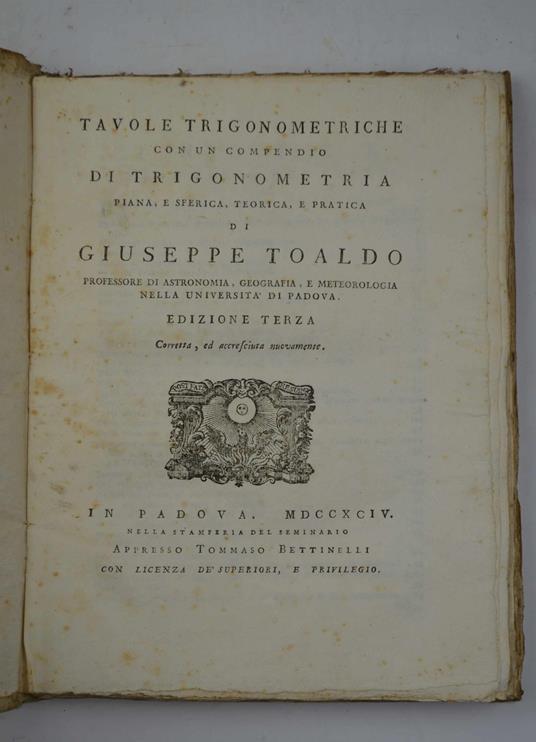 TAVOLE TRIGONOMETRICHE
CON UN COMPENDIO
DI TRIGONOMETRIA
PIANA, E SFERICA, TEORICA, E PRATICA
DI
GIUSEPPE TOALDO
PROFESSORE DI ASTRONOMIA, GEOGRAFIA, E METEOROLOGIA
NELLA UNIVERSITA' DI PADOVA.
EDIZIONE TERZA
Corretta, ed accreſciuta nuovamente.
POST FATA
IN PADOVA. MDCCXCIV.
NELLA STAMPERIA DEL SEMINARIO
APPRESSO TOMMASO BETTINELLI
CON LICENZA DE' SUPERIORI, E PRIVILEGIO.